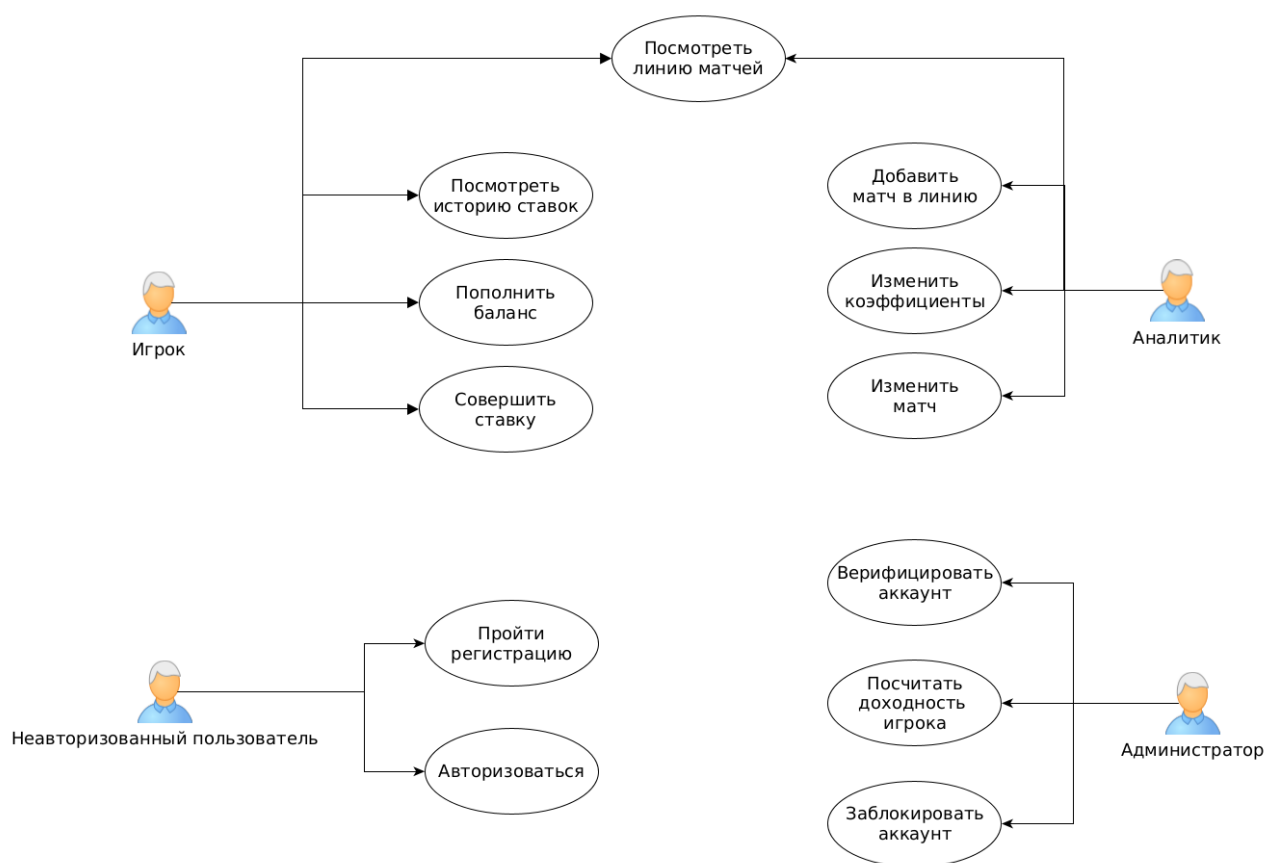 Посмотреть
линию матчей
Посмотреть
историю ставок
Добавить
матч в линию
Пополнить
баланс
Изменить
коэффициенты
Игрок
Аналитик
Совершить
ставку
Изменить
матч
Верифицировать
аккаунт
Пройти
регистрацию
Посчитать
доходность
игрока
Неавторизованный пользователь
Администратор
Авторизоваться
Заблокировать
аккаунт